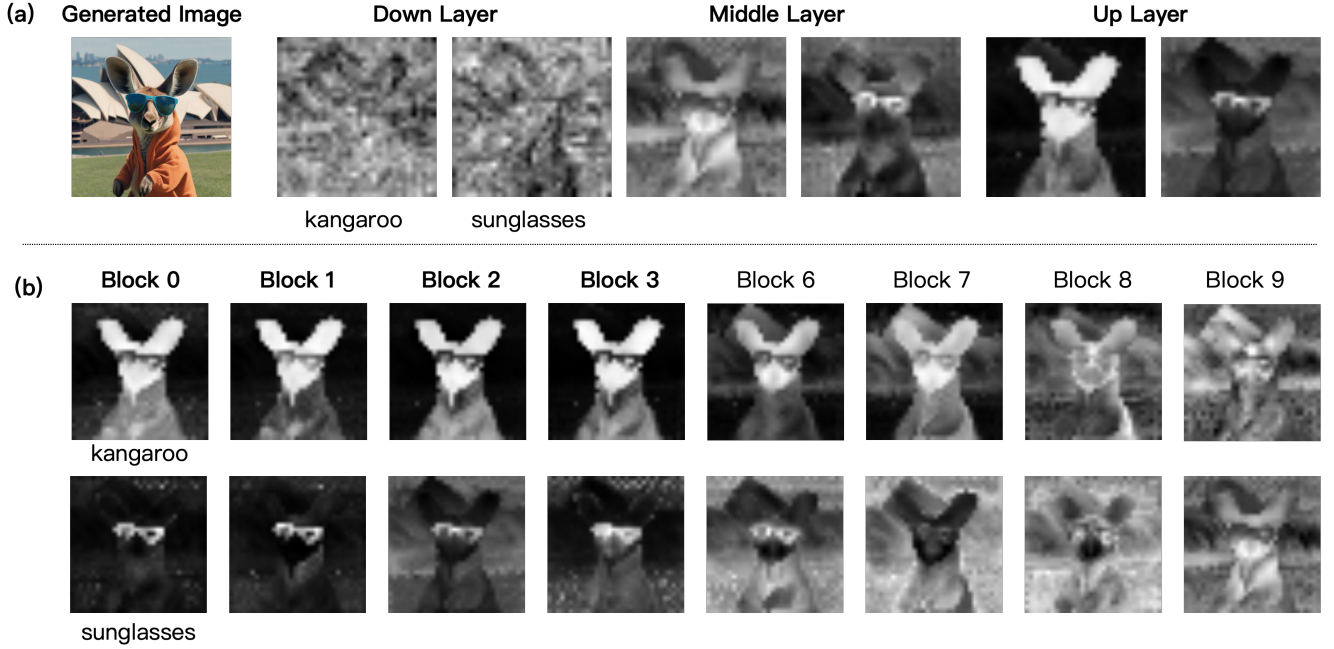 (a) Generated Image Down Layer Middle Layer Up Layer
kangaroo sunglasses
(b) Block 0 Block 1 Block 2 Block 3 Block 6 Block 7 Block 8 Block 9
kangaroo
sunglasses